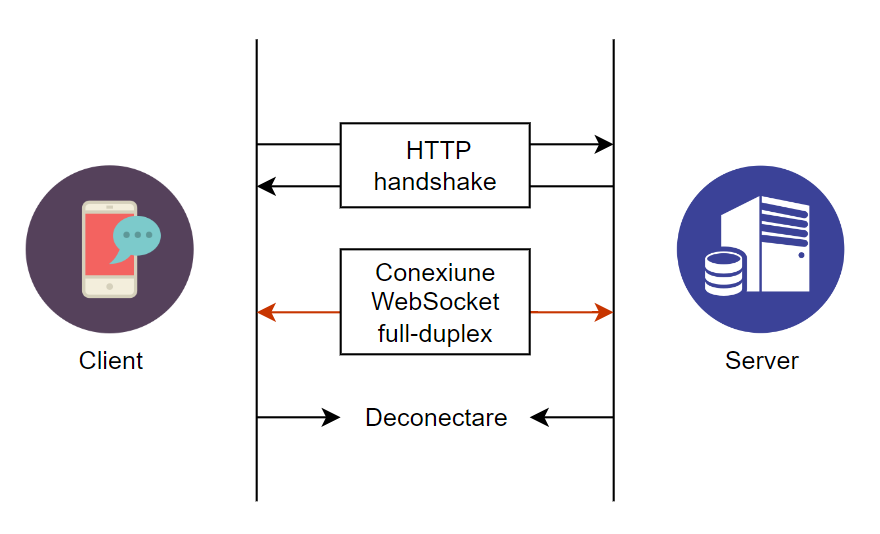 HTTP
handshake
Conexiune
WebSocket
full-duplex
Client
Server
Deconectare